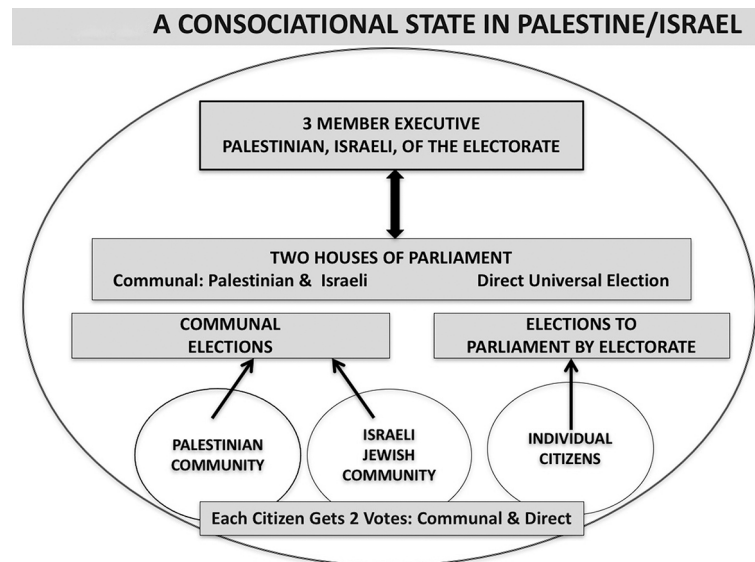 A CONSOCIATIONAL STATE IN PALESTINE/ISRAEL
3 MEMBER EXECUTIVE
PALESTINIAN, ISRAELI, OF THE ELECTORATE
TWO HOUSES OF PARLIAMENT
Communal: Palestinian & Israeli Direct Universal Election
COMMUNAL
ELECTIONS
ELECTIONS TO
PARLIAMENT BY ELECTORATE
PALESTINIAN
COMMUNITY
ISRAELI
JEWISH
COMMUNITY
INDIVIDUAL
CITIZENS
Each Citizen Gets 2 Votes: Communal & Direct